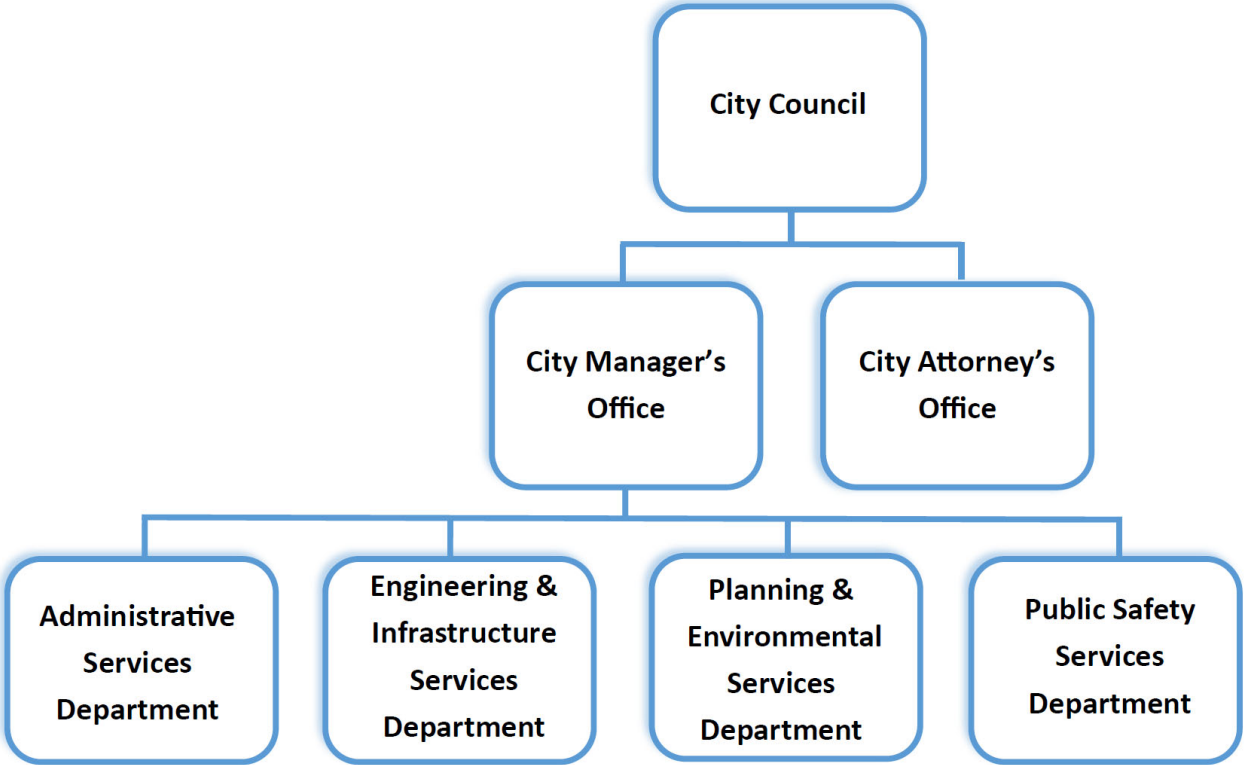 City Council
City Manager’s
Office
City Attorney’s
Office
Administrative
Services
Department
Engineering &
Infrastructure
Services
Department
Planning &
Environmental
Services
Department
Public Safety
Services
Department